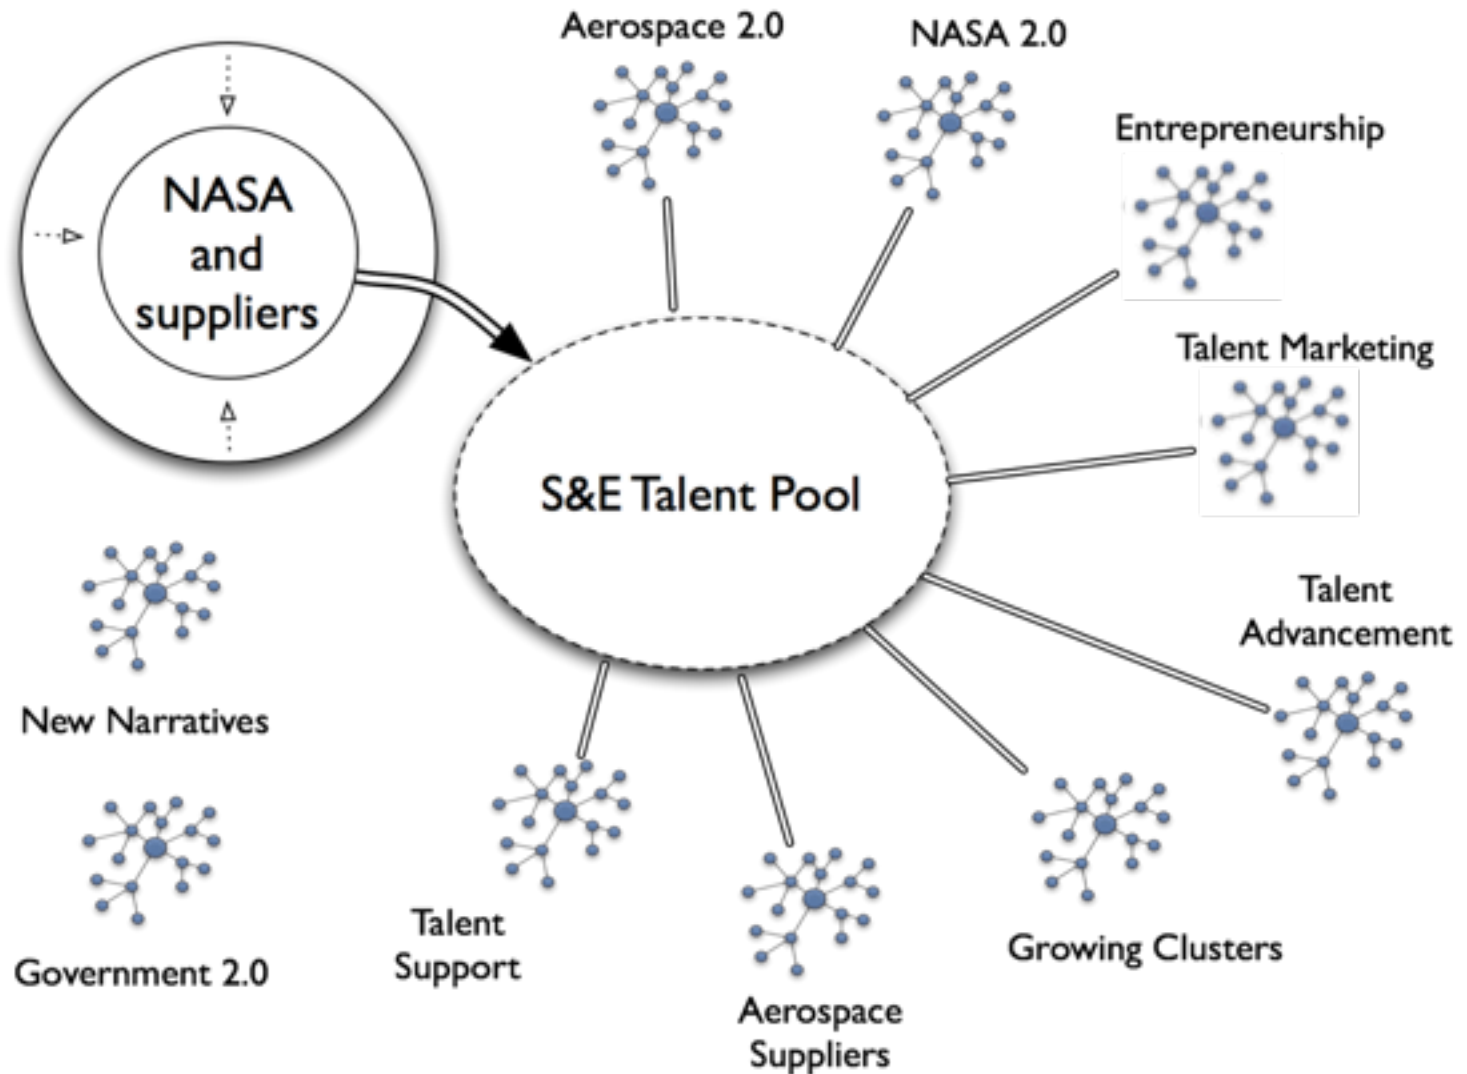 Aerospace 2.0
NASA 2.0
Entrepreneurship
NASA
and
suppliers
Talent Marketing
S&E Talent Pool
Talent
Advancement
New Narratives
Talent
Support
Growing Clusters
Government 2.0
Aerospace
Suppliers